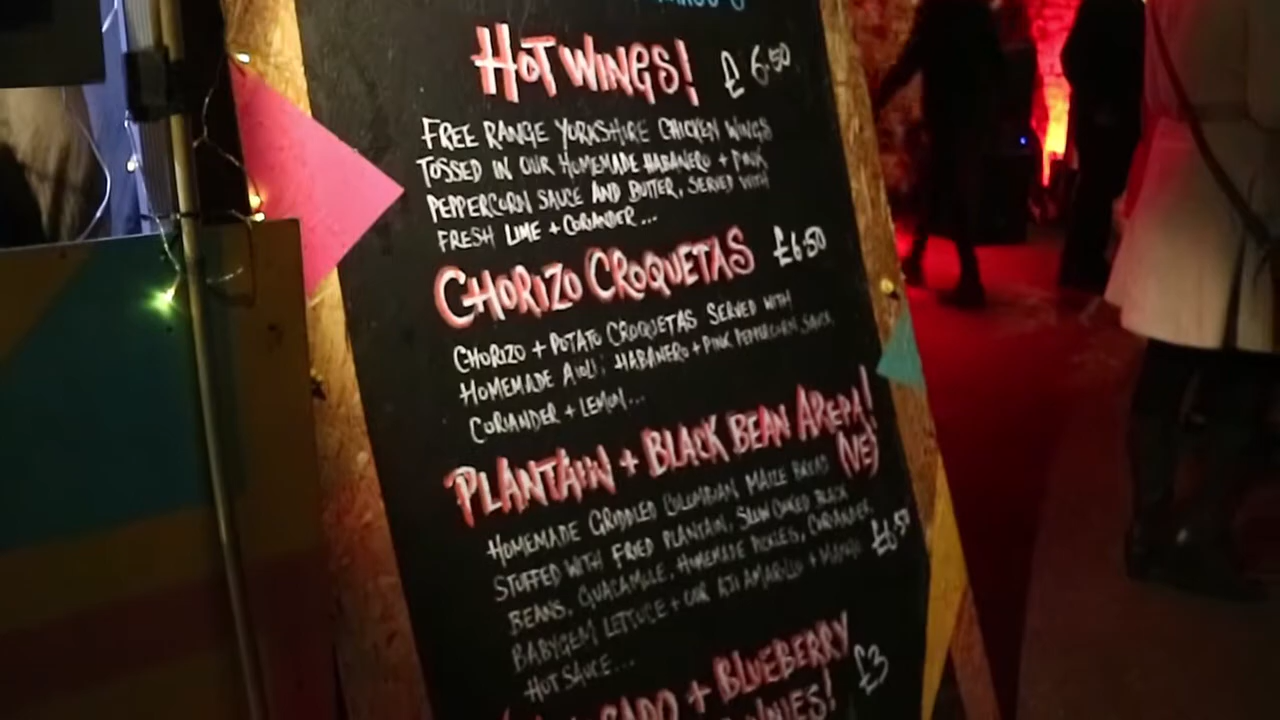 HOT WINGS! £6.50
FREE RANGE YORKSHIRE CHICKEN WINGS
TOSSED IN OUR HOMEMADE HABANERO + PINK
PEPPERCORN SAUCE AND BUTTER, SERVED WITH
FRESH LIME + CORIANDER...
CHORIZO CROQUETAS £6.50
CHORIZO + POTATO CROQUETAS SERVED WITH
HOMEMADE AIOLI, HABANERO + PINK PEPPERCORN SAUCE,
CORIANDER + LEMON...
PLANTAIN + BLACK BEAN AREPA!
(VE)
HOMEMADE GRIDDLED COLOMBIAN MAIZE BREAD
STUFFED WITH FRIED PLANTAIN, SLOW COOKED BLACK
BEANS, GUACAMOLE, HOMEMADE PICKLES, CORIANDER, £6.50
BABYGEM LETTUCE + OUR AJI AMARILLO + MANGO
HOT SAUCE...
+ BLUEBERRY £3